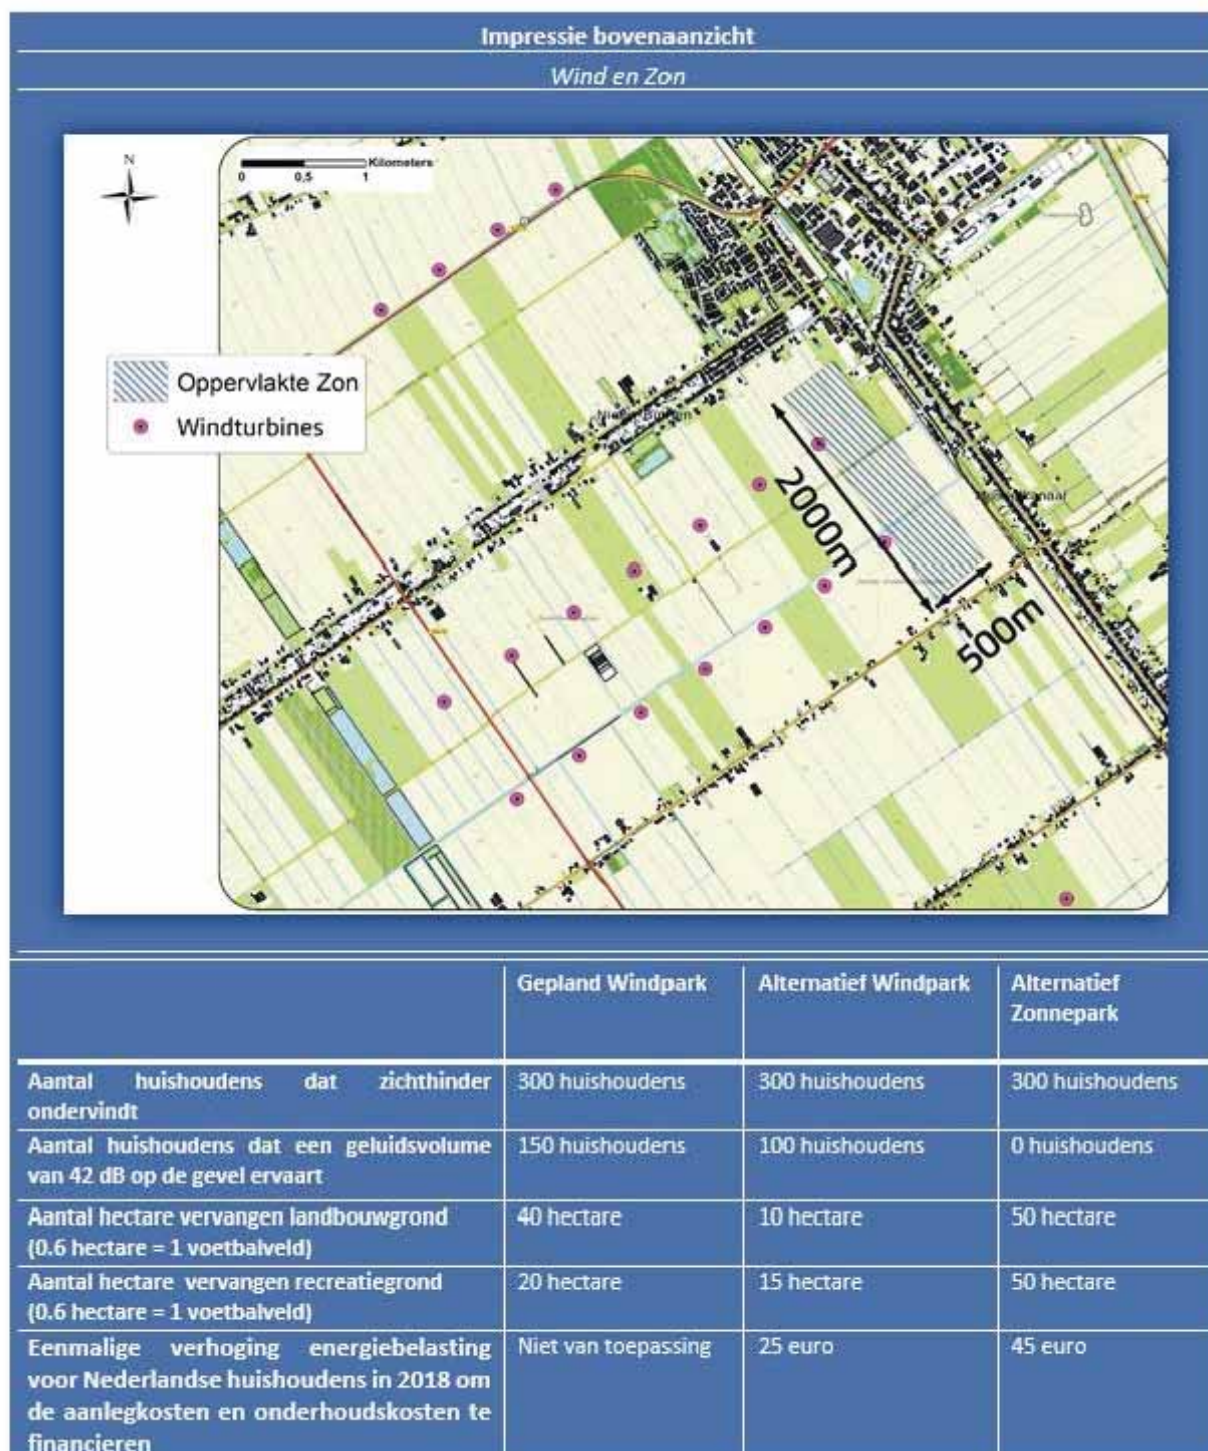 Impressie bovenaanzicht
Wind en Zon
N
Kilometers
0 0,5 1
Oppervlakte Zon
Windturbines
2000m
500m
Gepland Windpark
Alternatief Windpark
Alternatief
Zonnepark
Aantal huishoudens dat zichthinder
ondervindt
300 huishoudens
300 huishoudens
300 huishoudens
Aantal huishoudens dat een geluidsvolume
van 42 dB op de gevel ervaart
150 huishoudens
100 huishoudens
0 huishoudens
Aantal hectare vervangen landbouwgrond
(0.6 hectare = 1 voetbalveld)
40 hectare
10 hectare
50 hectare
Aantal hectare vervangen recreatiegrond
(0.6 hectare = 1 voetbalveld)
20 hectare
15 hectare
50 hectare
Eenmalige verhoging energiebelasting
voor Nederlandse huishoudens in 2018 om
de aanlegkosten en onderhoudskosten te
financieren
Niet van toepassing
25 euro
45 euro